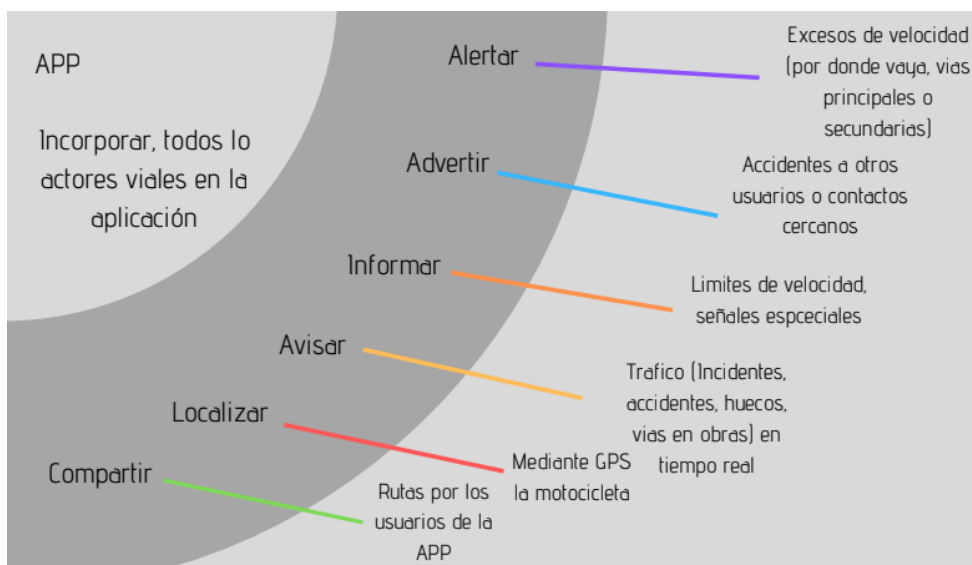 APP
Incorporar, todos lo
actores viales en la
aplicación
Alertar
Excesos de velocidad
(por donde vaya, vias
principales o
secundarias)
Advertir
Accidentes a otros
usuarios o contactos
cercanos
Informar
Limites de velocidad,
señales espceciales
Avisar
Trafico (Incidentes,
accidentes, huecos,
vias en obras) en
tiempo real
Localizar
Mediante GPS
la motocicleta
Compartir
Rutas por los
usuarios de la
APP